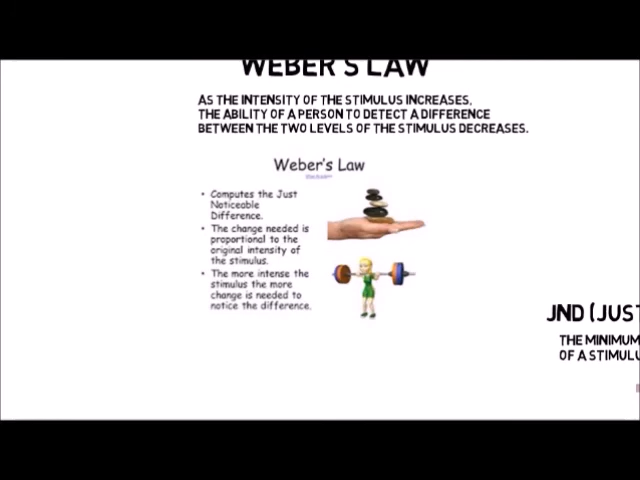 WEBER'S LAW
AS THE INTENSITY OF THE STIMULUS INCREASES,
THE ABILITY OF A PERSON TO DETECT A DIFFERENCE
BETWEEN THE TWO LEVELS OF THE STIMULUS DECREASES.
Weber's Law
• Computes the Just
Noticeable
Difference.
• The change needed is
proportional to the
original intensity of
the stimulus.
• The more intense the
stimulus the more
change is needed to
notice the difference.
JND (JUST
THE MINIMUM
OF A STIMULU